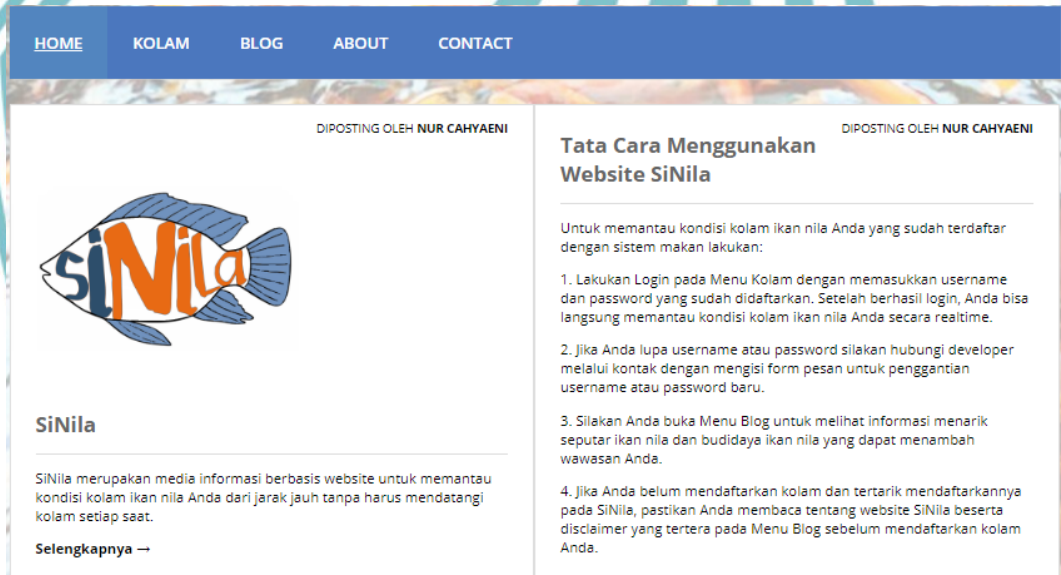 HOME KOLAM BLOG ABOUT CONTACT
DIPOSTING OLEH NUR CAHYAENI
SiNila
SiNila
SiNila merupakan media informasi berbasis website untuk memantau
kondisi kolam ikan nila Anda dari jarak jauh tanpa harus mendatangi
kolam setiap saat.
Selengkapnya →
DIPOSTING OLEH NUR CAHYAENI
Tata Cara Menggunakan
Website SiNila
Untuk memantau kondisi kolam ikan nila Anda yang sudah terdaftar
dengan sistem makan lakukan:
1. Lakukan Login pada Menu Kolam dengan memasukkan username
dan password yang sudah didaftarkan. Setelah berhasil login, Anda bisa
langsung memantau kondisi kolam ikan nila Anda secara realtime.
2. Jika Anda lupa username atau password silakan hubungi developer
melalui kontak dengan mengisi form pesan untuk penggantian
username atau password baru.
3. Silakan Anda buka Menu Blog untuk melihat informasi menarik
seputar ikan nila dan budidaya ikan nila yang dapat menambah
wawasan Anda.
4. Jika Anda belum mendaftarkan kolam dan tertarik mendaftarkannya
pada SiNila, pastikan Anda membaca tentang website SiNila beserta
disclaimer yang tertera pada Menu Blog sebelum mendaftarkan kolam
Anda.